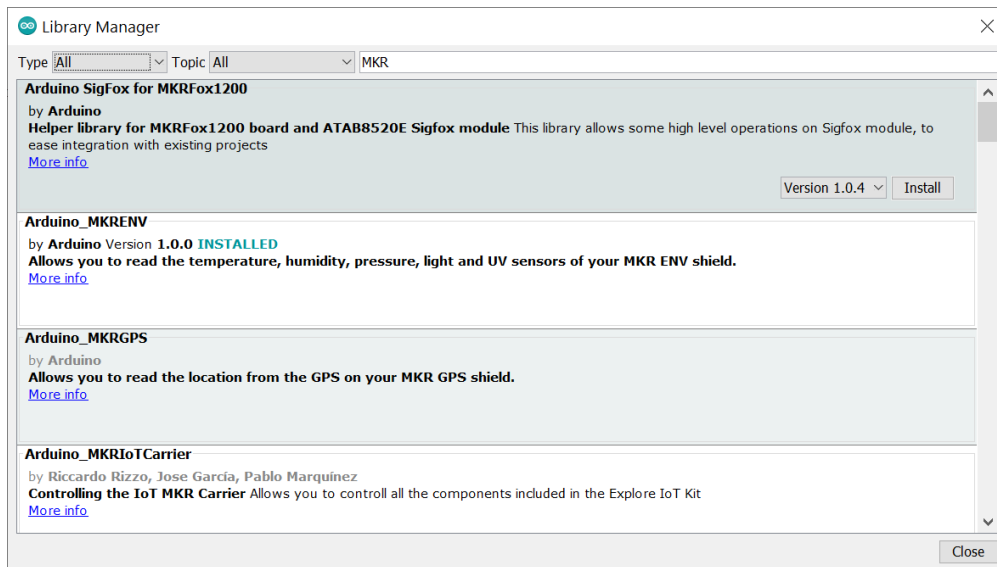 Library Manager
Type All Topic All MKR
Arduino SigFox for MKRFox1200
by Arduino
Helper library for MKRFox1200 board and ATAB8520E Sigfox module This library allows some high level operations on Sigfox module, to
ease integration with existing projects
More info
Version 1.0.4 Install
Arduino_MKRENV
by Arduino Version 1.0.0 INSTALLED
Allows you to read the temperature, humidity, pressure, light and UV sensors of your MKR ENV shield.
More info
Arduino_MKRGPS
by Arduino
Allows you to read the location from the GPS on your MKR GPS shield.
More info
Arduino_MKRIoTCarrier
by Riccardo Rizzo, Jose García, Pablo Marquínez
Controlling the IoT MKR Carrier Allows you to controll all the components included in the Explore IoT Kit
More info
Close